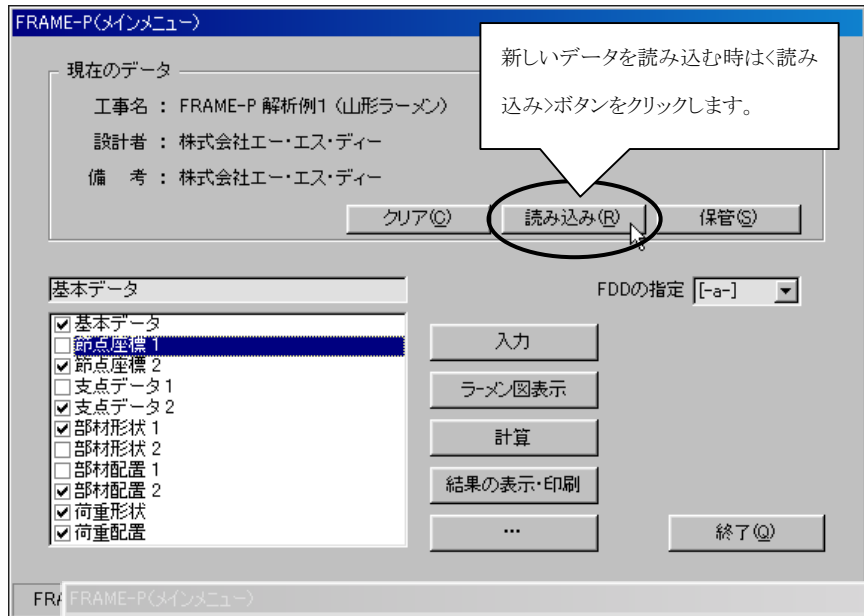 FRAME-P(メインメニュー)
新しいデータを読み込む時は<読み
込み>ボタンをクリックします。
現在のデータ
工事名 : FRAME-P 解析例1 (山形ラーメン)
設計者 : 株式会社エー・エス・ディー
備 考 : 株式会社エー・エス・ディー
クリア(C)
読み込み(R)
保管(S)
基本データ
FDDの指定 [-a-]
基本データ
節点座標 1
節点座標 2
支点データ 1
支点データ 2
部材形状 1
部材形状 2
部材配置 1
部材配置 2
荷重形状
荷重配置
入力
ラーメン図表示
計算
結果の表示・印刷
...
終了(Q)
FRA
FRAME-P(メインメニュー)